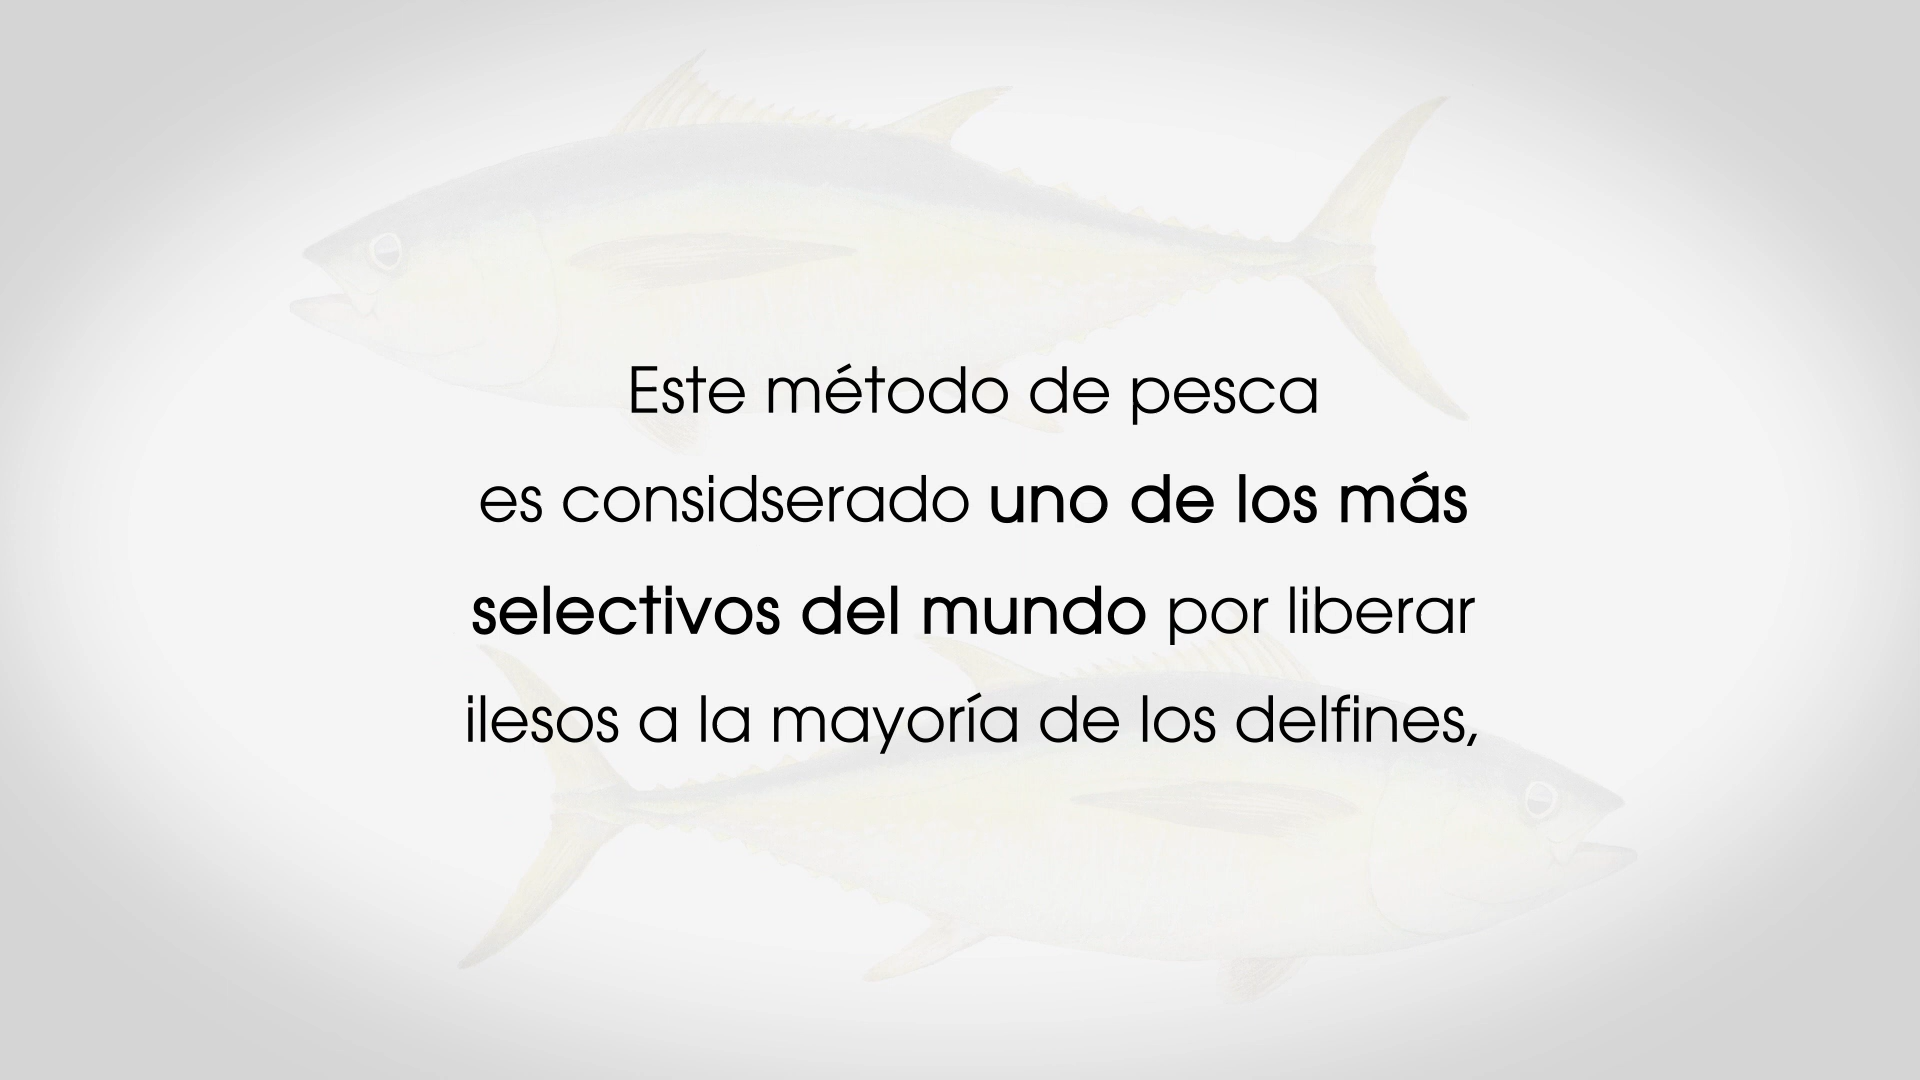 Este método de pesca
es considserado uno de los más
selectivos del mundo por liberar
ilesos a la mayoría de los delfines,